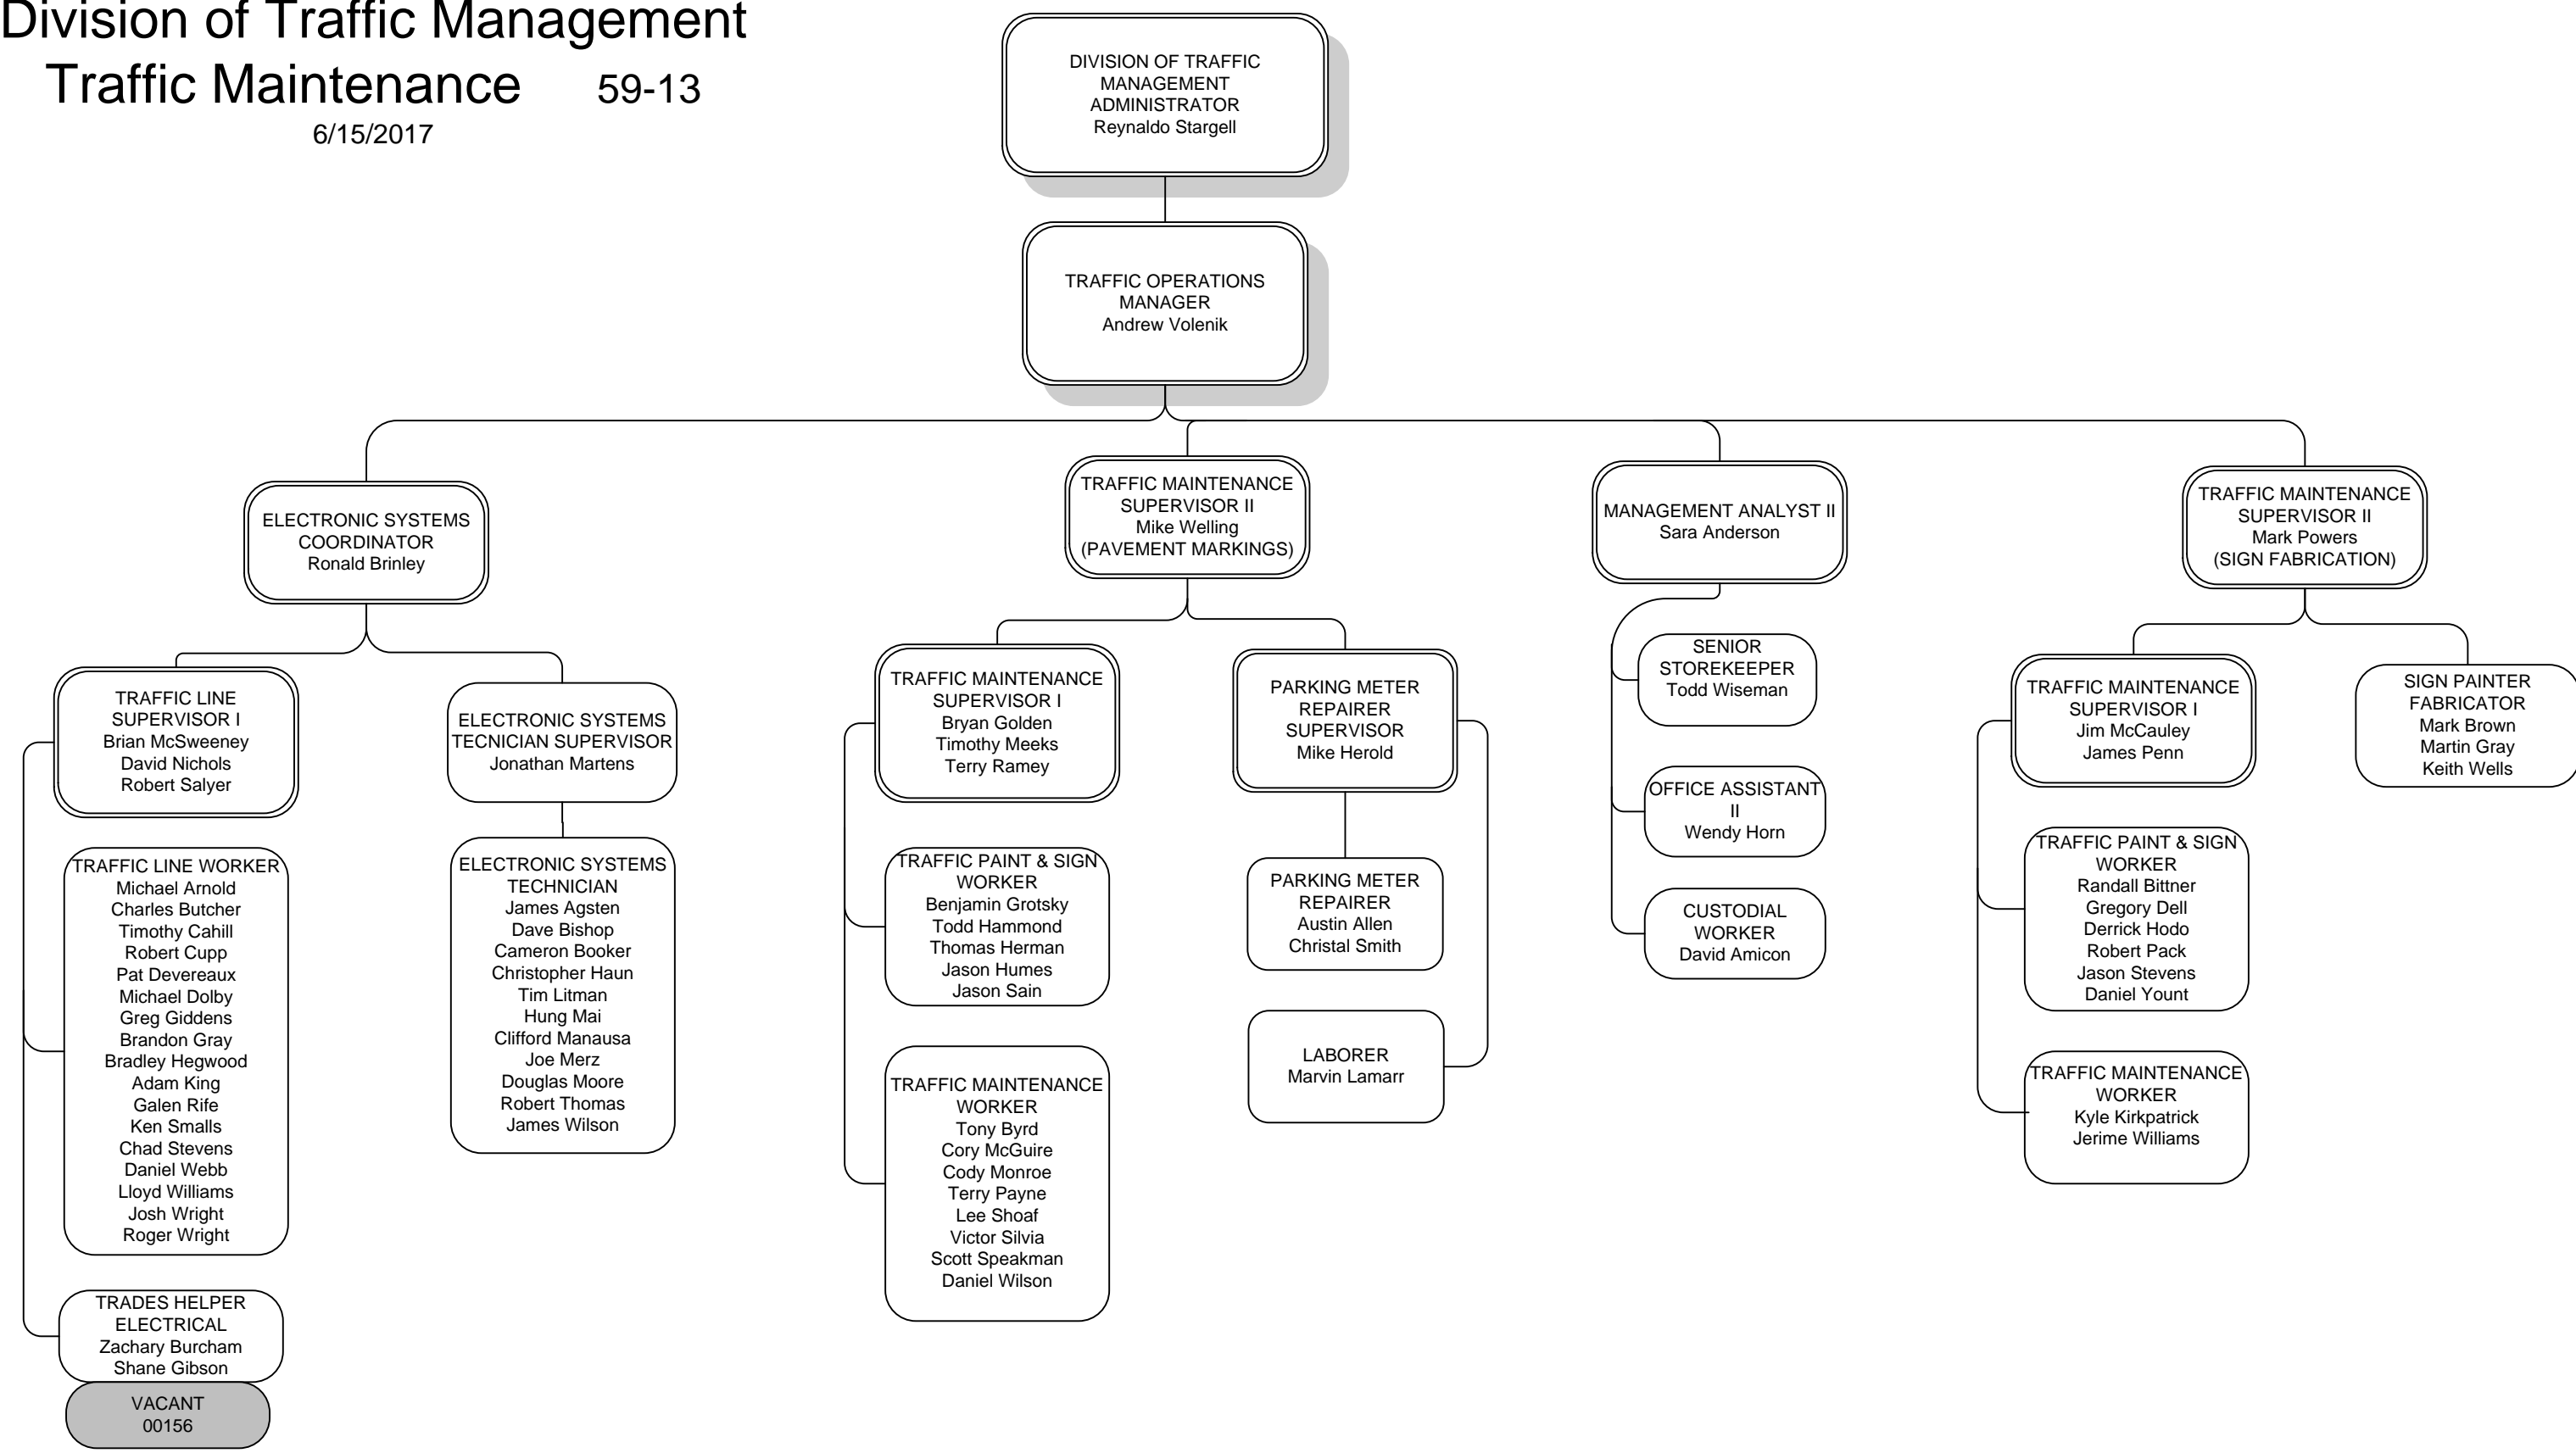 Division of Traffic Management
Traffic Maintenance 59-13
6/15/2017
DIVISION OF TRAFFIC
MANAGEMENT
ADMINISTRATOR
Reynaldo Stargell
TRAFFIC OPERATIONS
MANAGER
Andrew Volenik
ELECTRONIC SYSTEMS
COORDINATOR
Ronald Brinley
TRAFFIC MAINTENANCE
SUPERVISOR II
Mike Welling
(PAVEMENT MARKINGS)
MANAGEMENT ANALYST II
Sara Anderson
TRAFFIC MAINTENANCE
SUPERVISOR II
Mark Powers
(SIGN FABRICATION)
TRAFFIC LINE
SUPERVISOR I
Brian McSweeney
David Nichols
Robert Salyer
TRAFFIC LINE WORKER
Michael Arnold
Charles Butcher
Timothy Cahill
Robert Cupp
Pat Devereaux
Michael Dolby
Greg Giddens
Brandon Gray
Bradley Hegwood
Adam King
Galen Rife
Ken Smalls
Chad Stevens
Daniel Webb
Lloyd Williams
Josh Wright
Roger Wright
TRADES HELPER
ELECTRICAL
Zachary Burcham
Shane Gibson
VACANT
00156
ELECTRONIC SYSTEMS
TECNICIAN SUPERVISOR
Jonathan Martens
ELECTRONIC SYSTEMS
TECHNICIAN
James Agsten
Dave Bishop
Cameron Booker
Christopher Haun
Tim Litman
Hung Mai
Clifford Manausa
Joe Merz
Douglas Moore
Robert Thomas
James Wilson
TRAFFIC MAINTENANCE
SUPERVISOR I
Bryan Golden
Timothy Meeks
Terry Ramey
TRAFFIC PAINT & SIGN
WORKER
Benjamin Grotsky
Todd Hammond
Thomas Herman
Jason Humes
Jason Sain
TRAFFIC MAINTENANCE
WORKER
Tony Byrd
Cory McGuire
Cody Monroe
Terry Payne
Lee Shoaf
Victor Silvia
Scott Speakman
Daniel Wilson
PARKING METER
REPAIRER
SUPERVISOR
Mike Herold
PARKING METER
REPAIRER
Austin Allen
Christal Smith
LABORER
Marvin Lamarr
SENIOR
STOREKEEPER
Todd Wiseman
OFFICE ASSISTANT
II
Wendy Horn
CUSTODIAL
WORKER
David Amicon
TRAFFIC MAINTENANCE
SUPERVISOR I
Jim McCauley
James Penn
TRAFFIC PAINT & SIGN
WORKER
Randall Bittner
Gregory Dell
Derrick Hodo
Robert Pack
Jason Stevens
Daniel Yount
TRAFFIC MAINTENANCE
WORKER
Kyle Kirkpatrick
Jerime Williams
SIGN PAINTER
FABRICATOR
Mark Brown
Martin Gray
Keith Wells